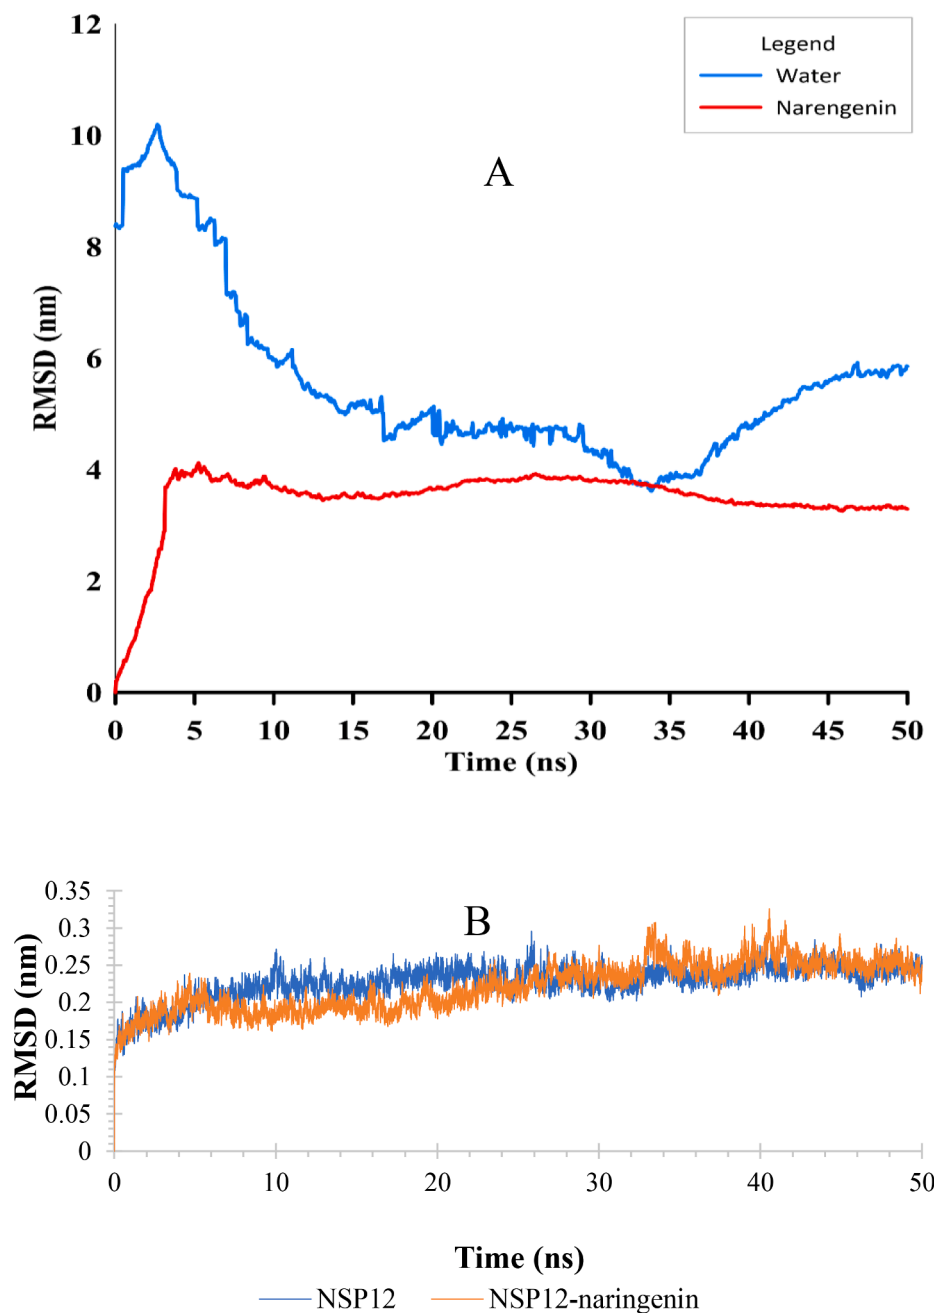 12
Legend
Water
Narengenin
10
A
8
RMSD (nm)
6
4
2
0
0 5 10 15 20 25 30 35 40 45 50
Time (ns)
0.35
B
0.3
0.25
RMSD (nm)
0.2
0.15
0.1
0.05
0
0 10 20 30 40 50
Time (ns)
NSP12 NSP12-naringenin